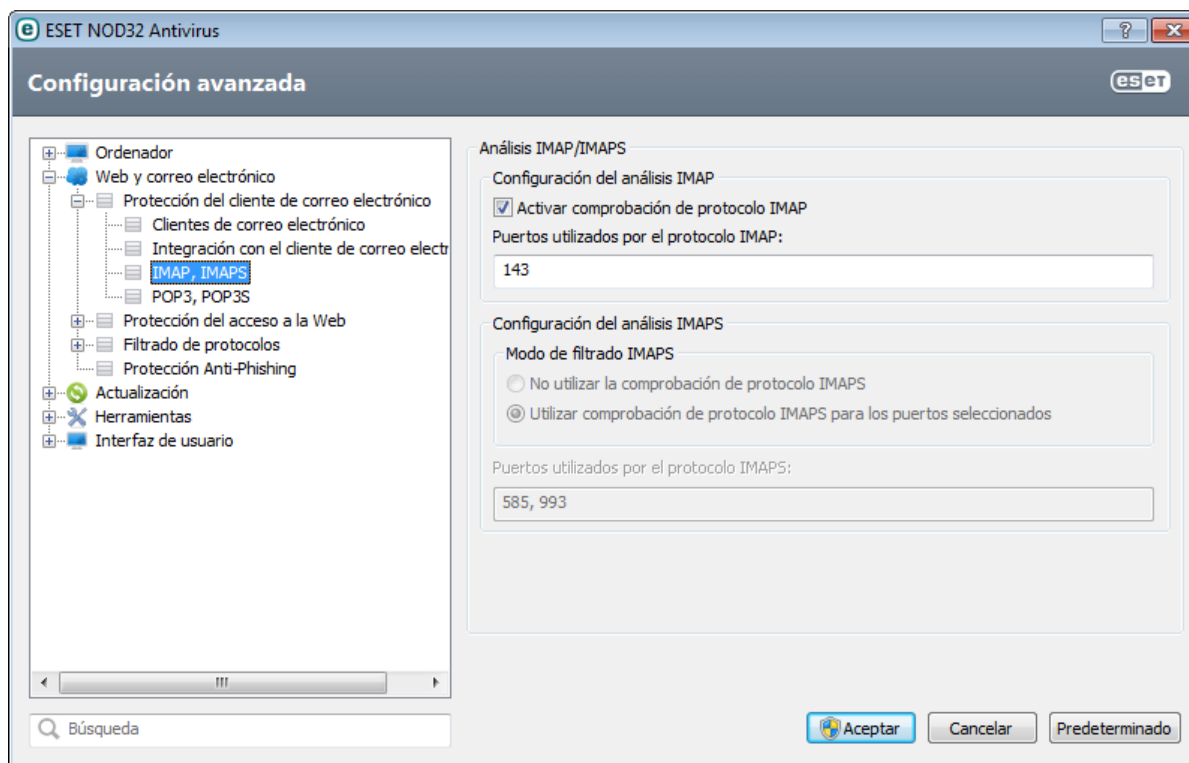 ESET NOD32 Antivirus
Configuración avanzada
eset
Ordenador
Web y correo electrónico
Protección del cliente de correo electrónico
Clientes de correo electrónico
Integración con el cliente de correo electr
IMAP, IMAPS
POP3, POP3S
Protección del acceso a la Web
Filtrado de protocolos
Protección Anti-Phishing
Actualización
Herramientas
Interfaz de usuario
Búsqueda
Análisis IMAP/IMAPS
Configuración del análisis IMAP
Activar comprobación de protocolo IMAP
Puertos utilizados por el protocolo IMAP:
143
Configuración del análisis IMAPS
Modo de filtrado IMAPS
No utilizar la comprobación de protocolo IMAPS
Utilizar comprobación de protocolo IMAPS para los puertos seleccionados
Puertos utilizados por el protocolo IMAPS:
585, 993
Aceptar
Cancelar
Predeterminado